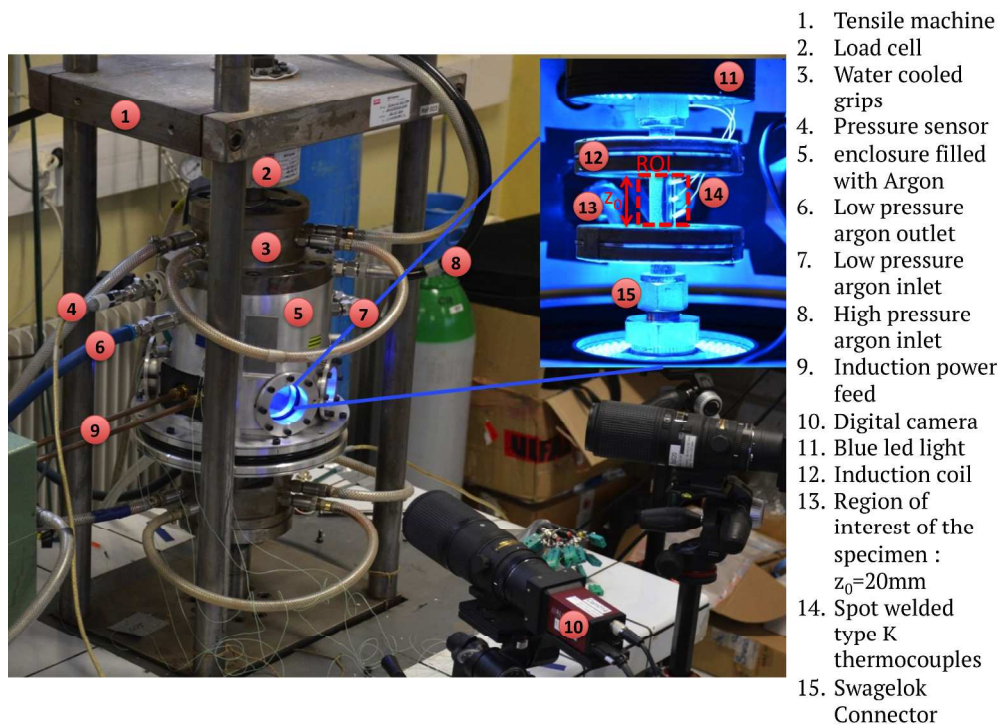 1
2
3
4
5
6
7
8
9
10
11
12
ROI
13
z₀
14
15
1. Tensile machine
2. Load cell
3. Water cooled
grips
4. Pressure sensor
5. enclosure filled
with Argon
6. Low pressure
argon outlet
7. Low pressure
argon inlet
8. High pressure
argon inlet
9. Induction power
feed
10. Digital camera
11. Blue led light
12. Induction coil
13. Region of
interest of the
specimen :
z₀=20mm
14. Spot welded
type K
thermocouples
15. Swagelok
Connector